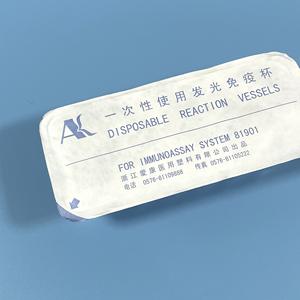 AK
一次性使用发光免疫杯
DISPOSABLE REACTION VESSELS
FOR IMMUNOASSAY SYSTEM 81901
浙江爱康医用塑料有限公司出品
电话 0576-81109888 传真 0576-81105222